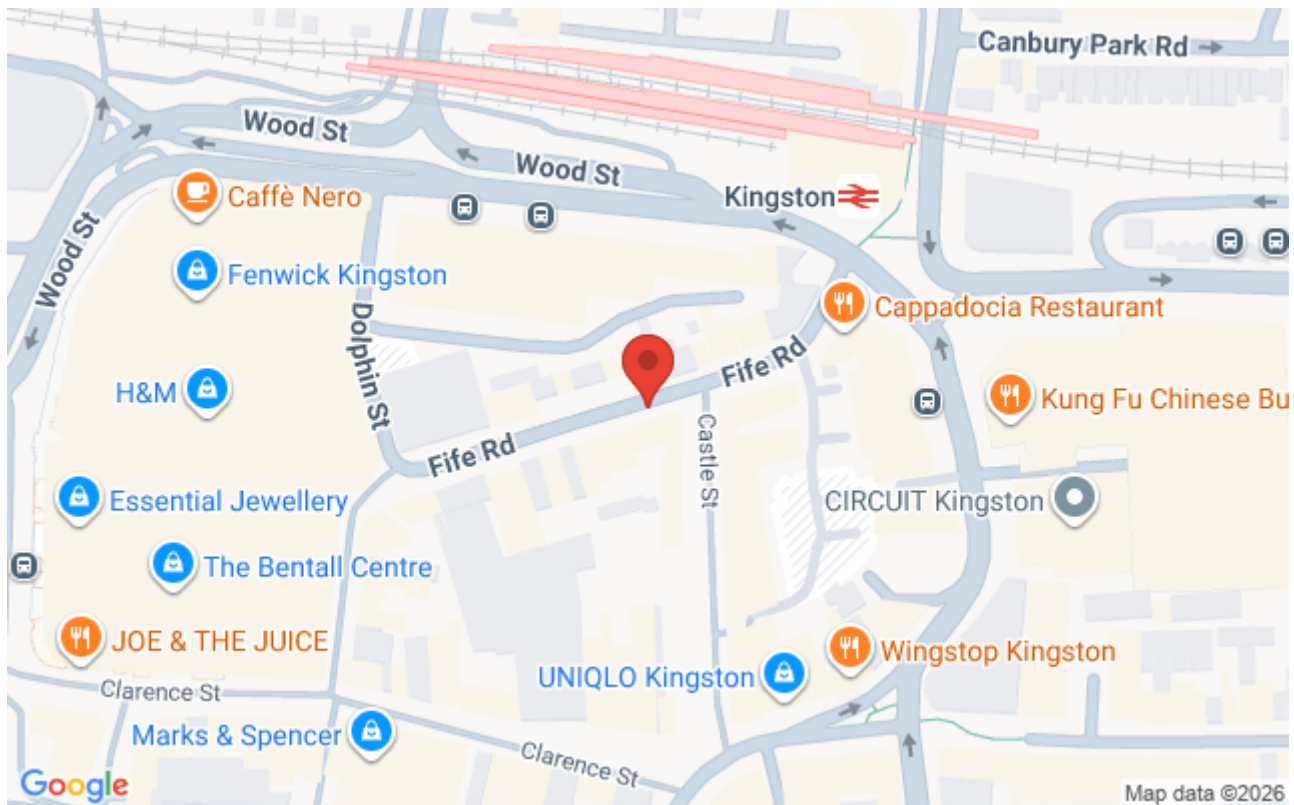 Canbury Park Rd
Wood St
Wood St
Caffè Nero
Kingston
Wood St
Fenwick Kingston
Cappadocia Restaurant
Dolphin St
Fife Rd
H&M
Kung Fu Chinese Bu
Fife Rd
Castle St
Essential Jewellery
CIRCUIT Kingston
The Bentall Centre
JOE & THE JUICE
Wingstop Kingston
UNIQLO Kingston
Clarence St
Marks & Spencer
Clarence St
Google
Map data ©2026